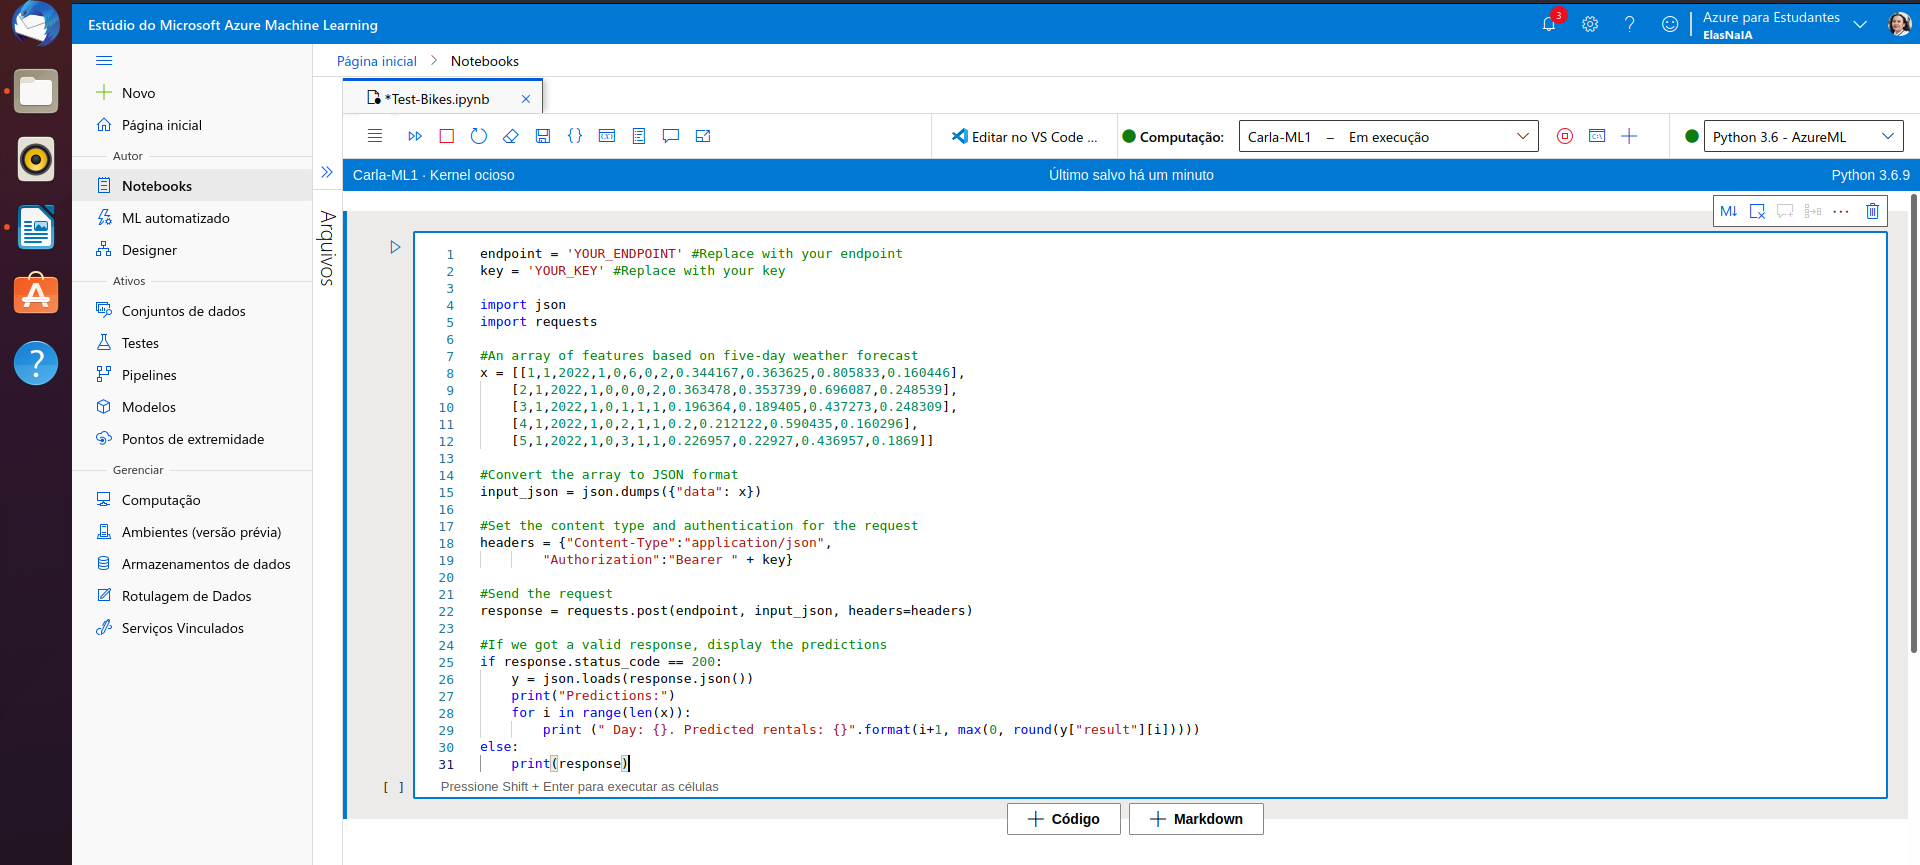 Estúdio do Microsoft Azure Machine Learning
3
Azure para Estudantes
ElasNaIA
Novo
Página inicial
Autor
Notebooks
ML automatizado
Designer
Ativos
Conjuntos de dados
Testes
Pipelines
Modelos
Pontos de extremidade
Gerenciar
Computação
Ambientes (versão prévia)
Armazenamentos de dados
Rotulagem de Dados
Serviços Vinculados
Página inicial > Notebooks
Arquivos
*Test-Bikes.ipynb
Editar no VS Code ...
Computação:
Carla-ML1 – Em execução
Python 3.6 - AzureML
Carla-ML1 · Kernel ocioso
Último salvo há um minuto
Python 3.6.9
M↓
1 endpoint = 'YOUR_ENDPOINT' #Replace with your endpoint
2 key = 'YOUR_KEY' #Replace with your key
3
4 import json
5 import requests
6
7 #An array of features based on five-day weather forecast
8 x = [[1,1,2022,1,0,6,0,2,0.344167,0.363625,0.805833,0.160446],
9     [2,1,2022,1,0,0,0,2,0.363478,0.353739,0.696087,0.248539],
10     [3,1,2022,1,0,1,1,1,0.196364,0.189405,0.437273,0.248309],
11     [4,1,2022,1,0,2,1,1,0.2,0.212122,0.590435,0.160296],
12     [5,1,2022,1,0,3,1,1,0.226957,0.22927,0.436957,0.1869]]
13
14 #Convert the array to JSON format
15 input_json = json.dumps({"data": x})
16
17 #Set the content type and authentication for the request
18 headers = {"Content-Type":"application/json",
19         "Authorization":"Bearer " + key}
20
21 #Send the request
22 response = requests.post(endpoint, input_json, headers=headers)
23
24 #If we got a valid response, display the predictions
25 if response.status_code == 200:
26     y = json.loads(response.json())
27     print("Predictions:")
28     for i in range(len(x)):
29         print (" Day: {}. Predicted rentals: {}".format(i+1, max(0, round(y["result"][i]))))
30 else:
31     print(response)
[ ]
Pressione Shift + Enter para executar as células
+ Código
+ Markdown